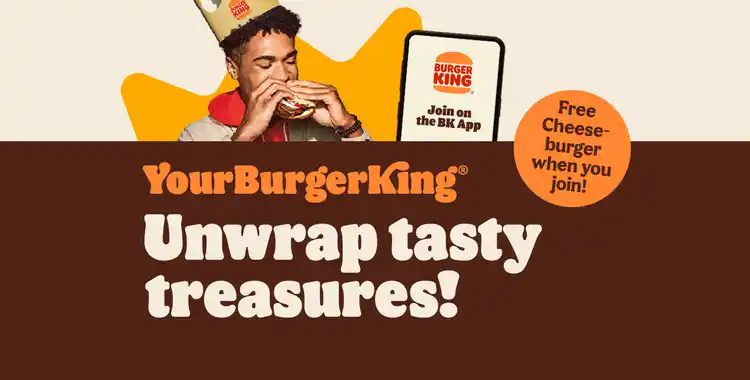 BURGER
KING
BURGER
KING®
Join on
the BK App
Free
Cheese-
burger
when you
join!
YourBurgerKing®
Unwrap tasty
treasures!